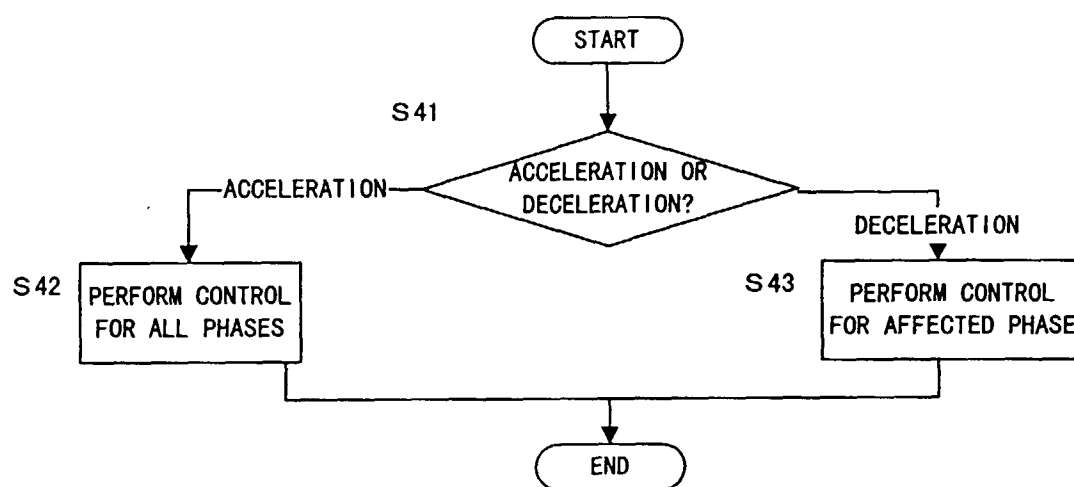 START
S41
ACCELERATION OR
DECELERATION?
ACCELERATION
DECELERATION
S42
PERFORM CONTROL
FOR ALL PHASES
S43
PERFORM CONTROL
FOR AFFECTED PHASE
END